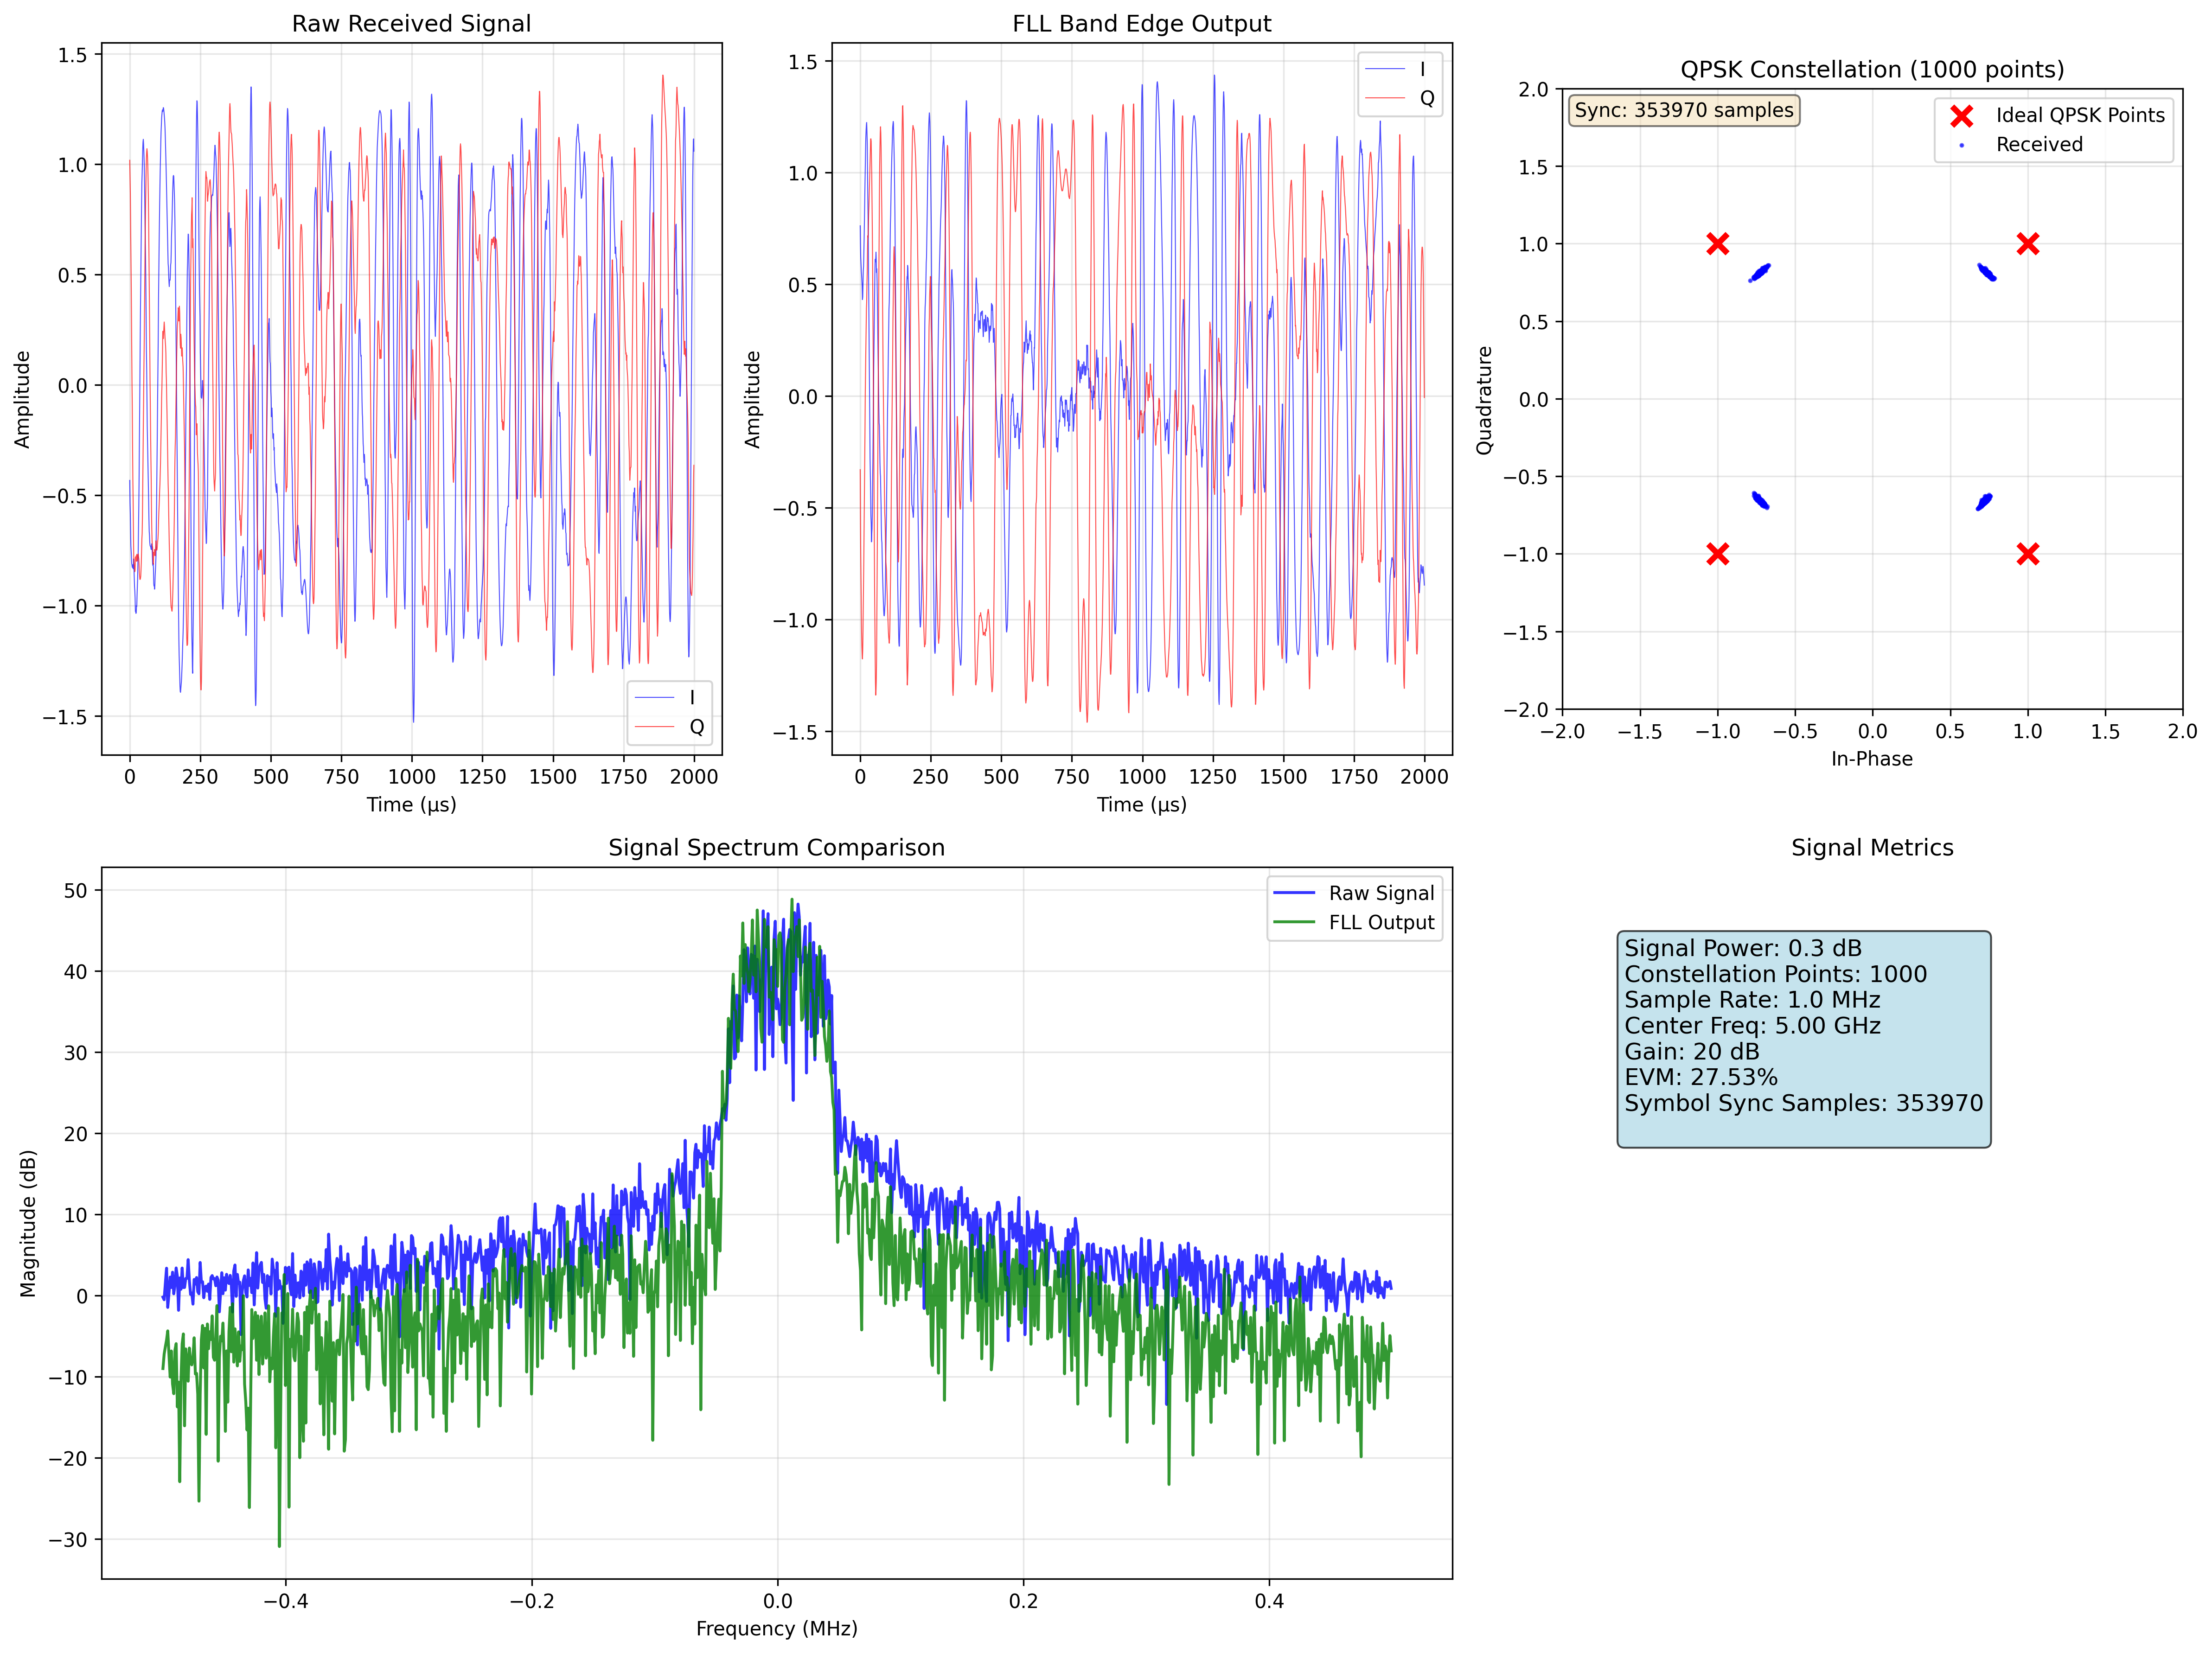 Raw Received Signal
1.5
1.0
0.5
0.0
−0.5
−1.0
−1.5
Amplitude
I
Q
0 250 500 750 1000 1250 1500 1750 2000
Time (µs)
FLL Band Edge Output
1.5
1.0
0.5
0.0
−0.5
−1.0
−1.5
Amplitude
I
Q
0 250 500 750 1000 1250 1500 1750 2000
Time (µs)
QPSK Constellation (1000 points)
Sync: 353970 samples
Ideal QPSK Points
Received
2.0
1.5
1.0
0.5
0.0
−0.5
−1.0
−1.5
−2.0
Quadrature
−2.0 −1.5 −1.0 −0.5 0.0 0.5 1.0 1.5 2.0
In-Phase
Signal Spectrum Comparison
Raw Signal
FLL Output
50
40
30
20
10
0
−10
−20
−30
Magnitude (dB)
−0.4 −0.2 0.0 0.2 0.4
Frequency (MHz)
Signal Metrics
Signal Power: 0.3 dB
Constellation Points: 1000
Sample Rate: 1.0 MHz
Center Freq: 5.00 GHz
Gain: 20 dB
EVM: 27.53%
Symbol Sync Samples: 353970